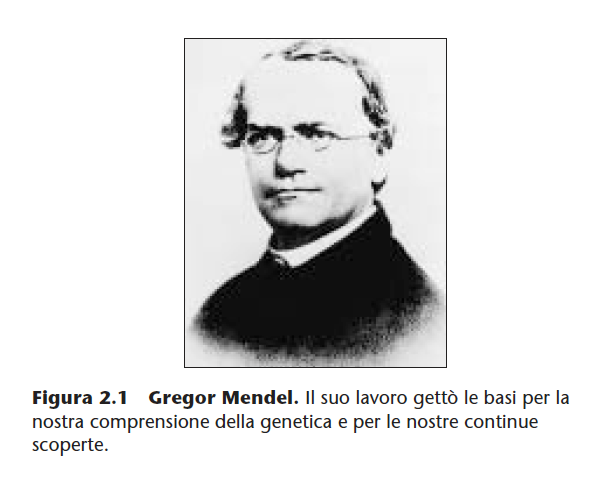 Figura 2.1 Gregor Mendel. Il suo lavoro gettò le basi per la
nostra comprensione della genetica e per le nostre continue
scoperte.